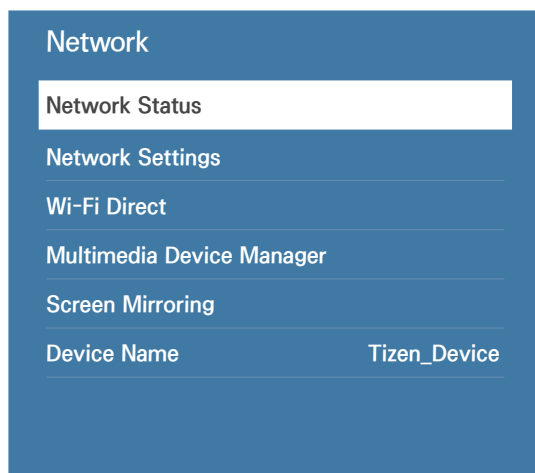 Network
Network Status
Network Settings
Wi-Fi Direct
Multimedia Device Manager
Screen Mirroring
Device Name Tizen_Device